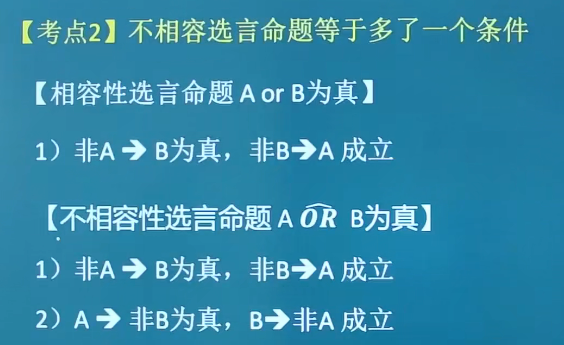 【考点2】不相容选言命题等于多了一个条件
【相容性选言命题 A or B为真】
1）非A ➔ B为真，非B➔A 成立
【不相容性选言命题 A OR B为真】
1）非A ➔ B为真，非B➔A 成立
2）A ➔ 非B为真，B➔非A 成立